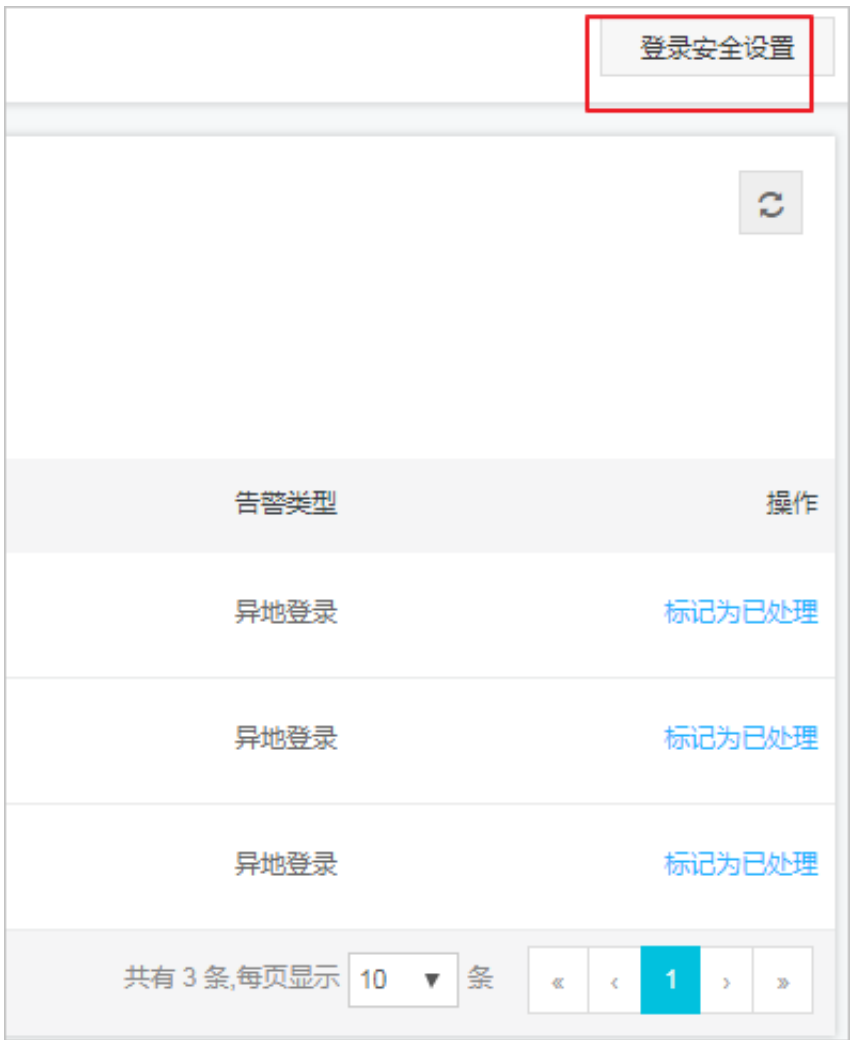 登录安全设置
告警类型 操作
异地登录 标记为已处理
异地登录 标记为已处理
异地登录 标记为已处理
共有 3 条,每页显示 10 ▼ 条 « ‹ 1 › »